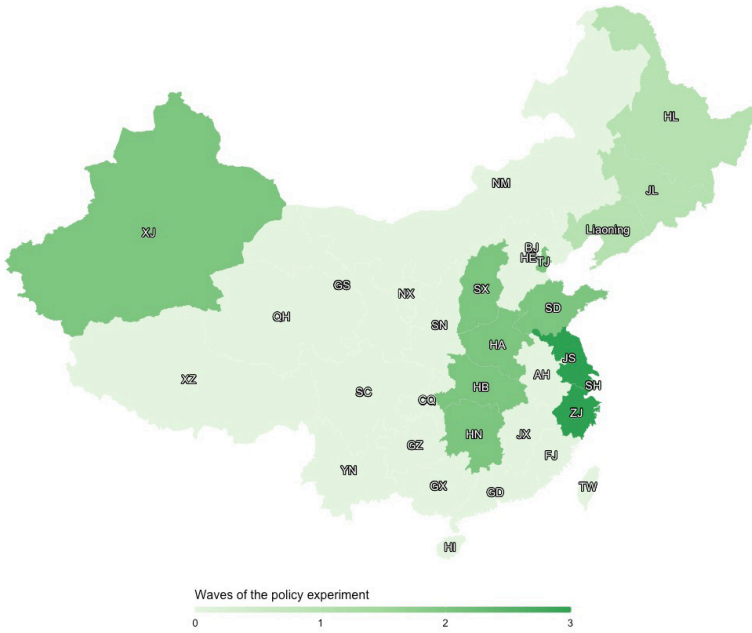 HL
NM
JL
XJ
Liaoning
BJ
HE
TJ
GS
NX
SX
QH
SD
SN
HA
JS
XZ
AH
SH
HB
SC
CQ
ZJ
HN
JX
GZ
FJ
YN
GX
GD
TW
HI
Waves of the policy experiment
0 1 2 3